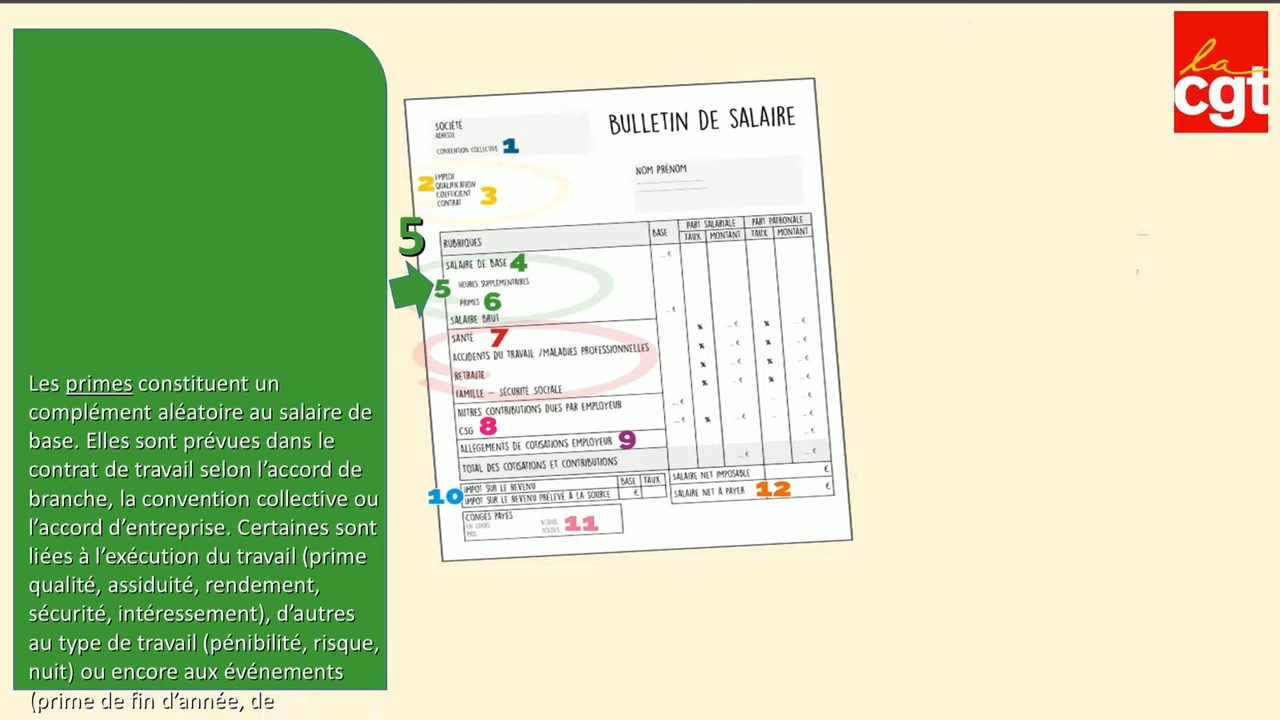 la
cgt
BULLETIN DE SALAIRE
SOCIÉTÉ
ADRESSE
CONVENTION COLLECTIVE 1
NOM PRÉNOM
2 EMPLOI
QUALIFICATION
COEFFICIENT 3
CONTRAT
5
RUBRIQUES BASE PART SALARIALE PART PATRONALE
TAUX MONTANT TAUX MONTANT
SALAIRE DE BASE 4 ... €
5 HEURES SUPPLÉMENTAIRES
PRIMES 6
SALAIRE BRUT ... €
SANTÉ 7 % ... € % ... €
ACCIDENTS DU TRAVAIL /MALADIES PROFESSIONNELLES % ... € % ... €
RETRAITE % ... € % ... €
FAMILLE – SÉCURITÉ SOCIALE % ... € % ... €
AUTRES CONTRIBUTIONS DUES PAR EMPLOYEUR
CSG 8 ... € % ... €
ALLÈGEMENTS DE COTISATIONS EMPLOYEUR 9 ... €
TOTAL DES COTISATIONS ET CONTRIBUTIONS ... € ... €
10 IMPOT SUR LE REVENU BASE TAUX
IMPOT SUR LE REVENU PRÉLEVÉ À LA SOURCE €
SALAIRE NET IMPOSABLE €
SALAIRE NET À PAYER 12 €
CONGÉS PAYÉS
11
Les primes constituent un
complément aléatoire au salaire de
base. Elles sont prévues dans le
contrat de travail selon l’accord de
branche, la convention collective ou
l’accord d’entreprise. Certaines sont
liées à l’exécution du travail (prime
qualité, assiduité, rendement,
sécurité, intéressement), d’autres
au type de travail (pénibilité, risque,
nuit) ou encore aux événements
(prime de fin d’année, de